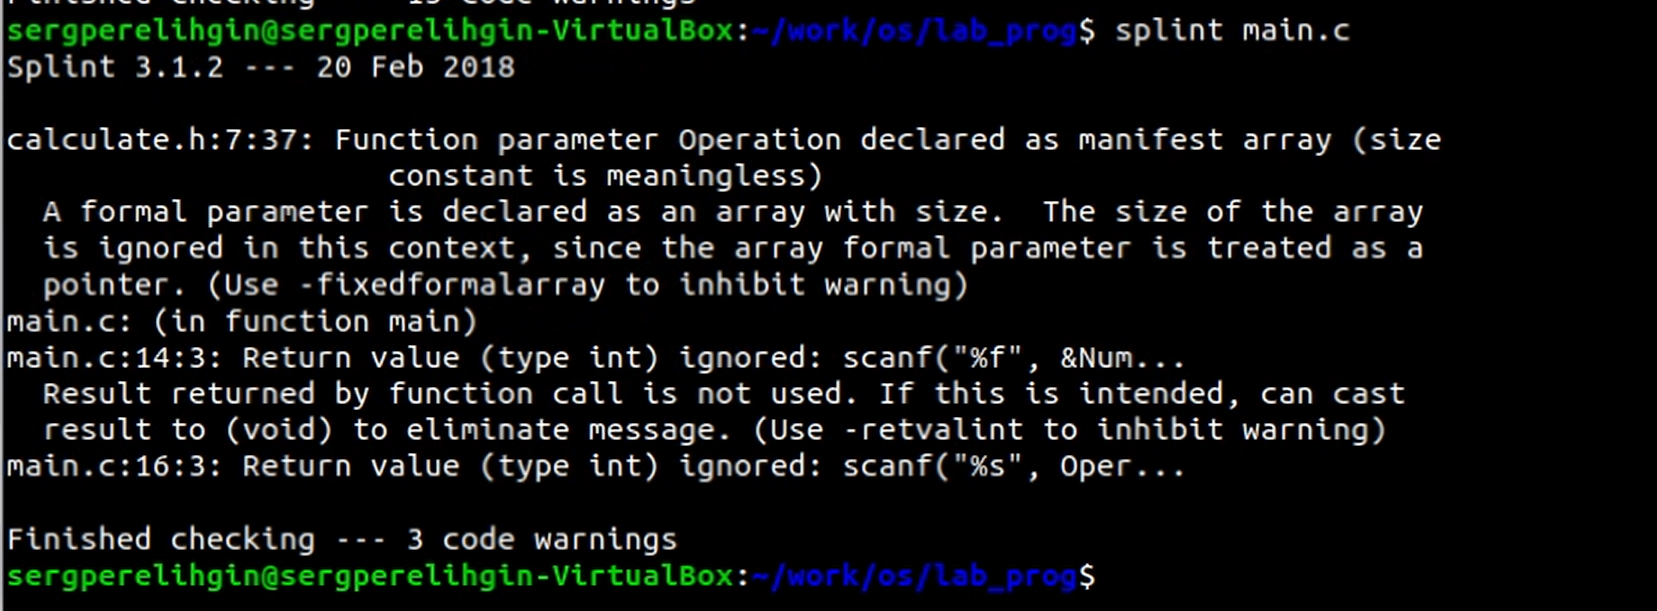 Finished checking --- 15 code warnings
sergperelihgin@sergperelihgin-VirtualBox:~/work/os/lab_prog$ splint main.c
Splint 3.1.2 --- 20 Feb 2018
calculate.h:7:37: Function parameter Operation declared as manifest array (size
constant is meaningless)
A formal parameter is declared as an array with size.  The size of the array
is ignored in this context, since the array formal parameter is treated as a
pointer. (Use -fixedformalarray to inhibit warning)
main.c: (in function main)
main.c:14:3: Return value (type int) ignored: scanf("%f", &Num...
Result returned by function call is not used. If this is intended, can cast
result to (void) to eliminate message. (Use -retvalint to inhibit warning)
main.c:16:3: Return value (type int) ignored: scanf("%s", Oper...
Finished checking --- 3 code warnings
sergperelihgin@sergperelihgin-VirtualBox:~/work/os/lab_prog$